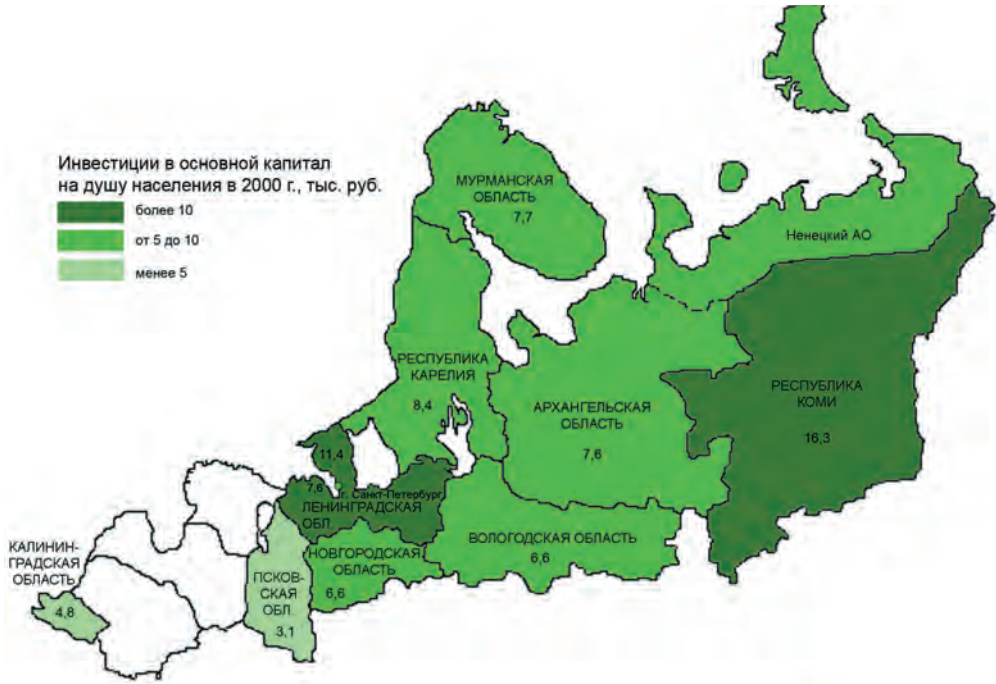 Инвестиции в основной капитал
на душу населения в 2000 г., тыс. руб.
более 10
от 5 до 10
менее 5
МУРМАНСКАЯ
ОБЛАСТЬ
7,7
Ненецкий АО
РЕСПУБЛИКА
КАРЕЛИЯ
8,4
АРХАНГЕЛЬСКАЯ
ОБЛАСТЬ
7,6
РЕСПУБЛИКА
КОМИ
16,3
11,4
7,6
г. Санкт-Петербург
ЛЕНИНГРАДСКАЯ
ОБЛ.
ВОЛОГОДСКАЯ ОБЛАСТЬ
6,6
НОВГОРОДСКАЯ
ОБЛАСТЬ
6,6
ПСКОВ-
СКАЯ
ОБЛ.
3,1
КАЛИНИН-
ГРАДСКАЯ
ОБЛАСТЬ
4,8